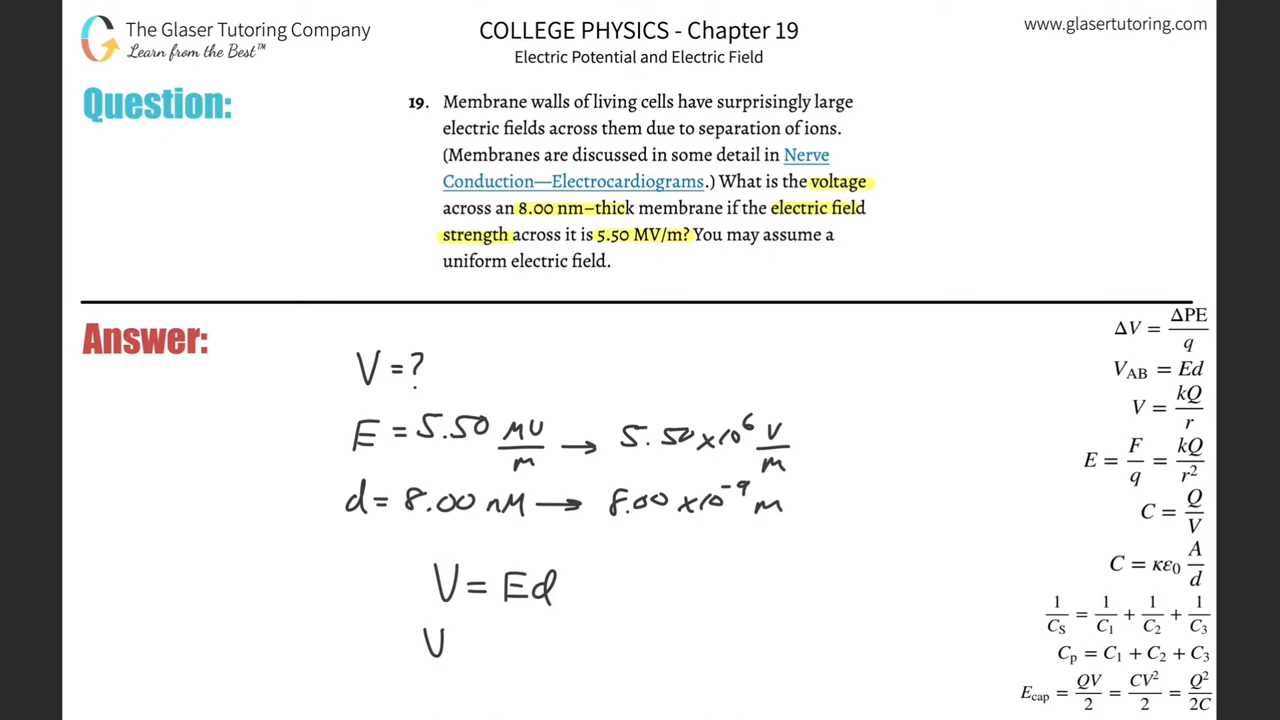 The Glaser Tutoring Company
Learn from the Best™
COLLEGE PHYSICS - Chapter 19
Electric Potential and Electric Field
www.glasertutoring.com
Question:
19. Membrane walls of living cells have surprisingly large
electric fields across them due to separation of ions.
(Membranes are discussed in some detail in Nerve
Conduction—Electrocardiograms.) What is the voltage
across an 8.00 nm–thick membrane if the electric field
strength across it is 5.50 MV/m? You may assume a
uniform electric field.
Answer:
V = ?
E = 5.50 MV/m → 5.50 x 10^6 V/m
d = 8.00 nM → 8.00 x 10^-9 m
V = Ed
V
ΔV = ΔPE/q
V_AB = Ed
V = kQ/r
E = F/q = kQ/r²
C = Q/V
C = κε₀ A/d
1/C_S = 1/C₁ + 1/C₂ + 1/C₃
C_p = C₁ + C₂ + C₃
E_cap = QV/2 = CV²/2 = Q²/2C